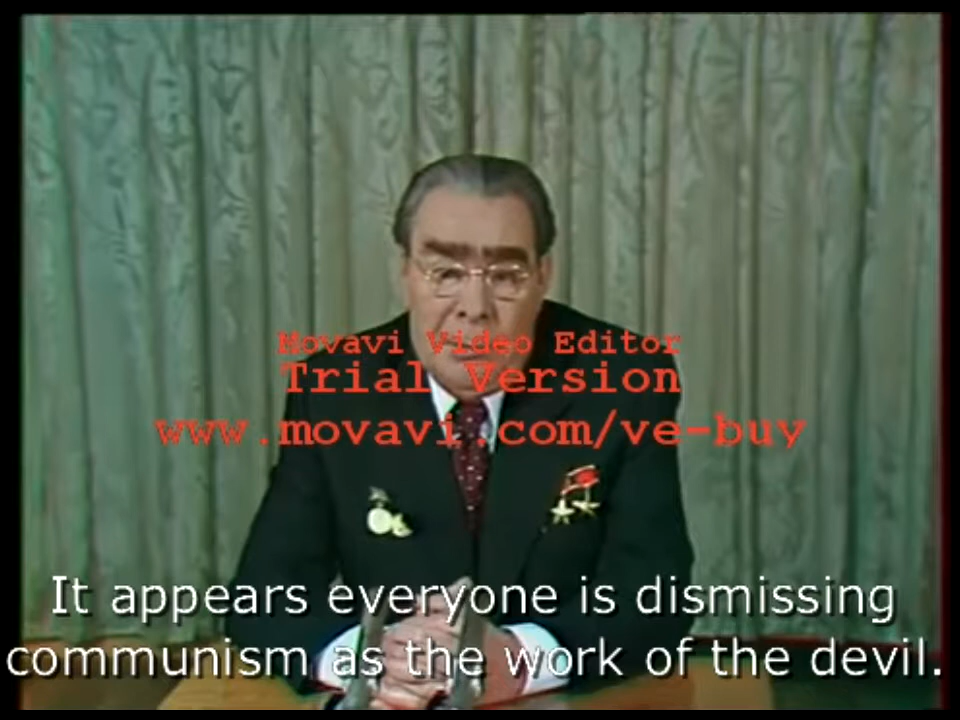 Movavi Video Editor
Trial Version
www.movavi.com/ve-buy
It appears everyone is dismissing
communism as the work of the devil.